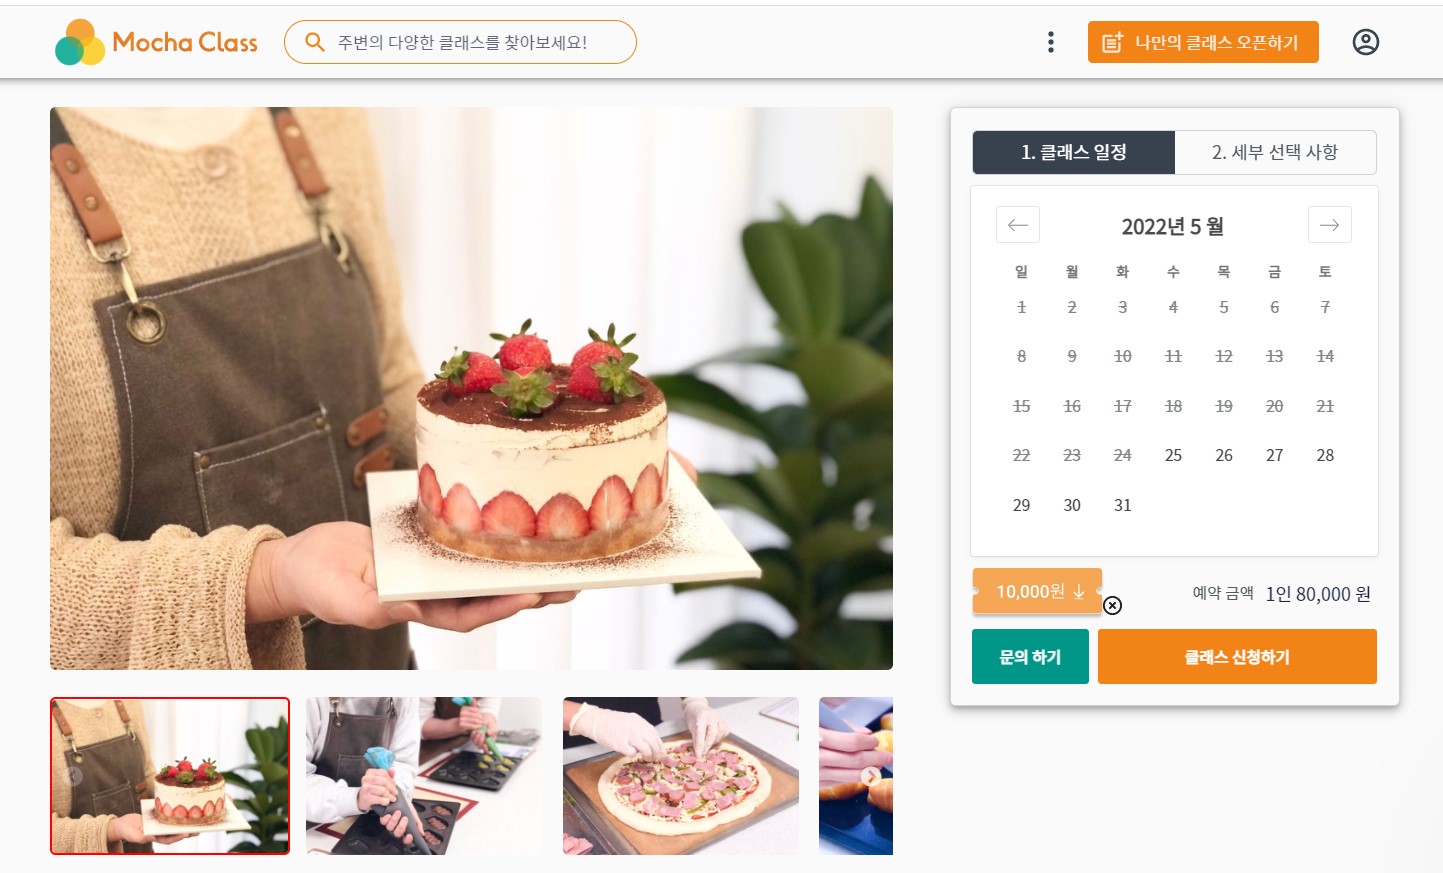 Mocha Class
주변의 다양한 클래스를 찾아보세요!
나만의 클래스 오픈하기
1. 클래스 일정
2. 세부 선택 사항
2022년 5 월
일 월 화 수 목 금 토
1 2 3 4 5 6 7
8 9 10 11 12 13 14
15 16 17 18 19 20 21
22 23 24 25 26 27 28
29 30 31
10,000원
예약 금액 1인 80,000 원
문의 하기
클래스 신청하기